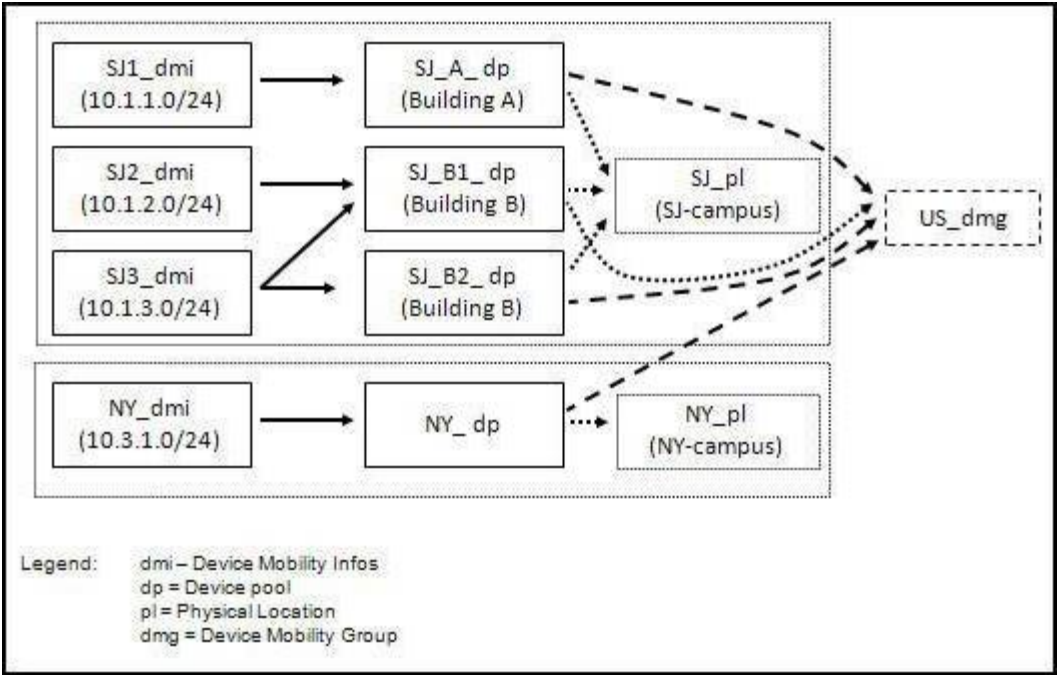 SJ1_dmi
(10.1.1.0/24)
SJ_A_ dp
(Building A)
SJ2_dmi
(10.1.2.0/24)
SJ_B1_ dp
(Building B)
SJ_pl
(SJ-campus)
US_dmg
SJ3_dmi
(10.1.3.0/24)
SJ_B2_ dp
(Building B)
NY_dmi
(10.3.1.0/24)
NY_ dp
NY_pl
(NY-campus)
Legend: dmi – Device Mobility Infos
dp = Device pool
pl = Physical Location
dmg = Device Mobility Group